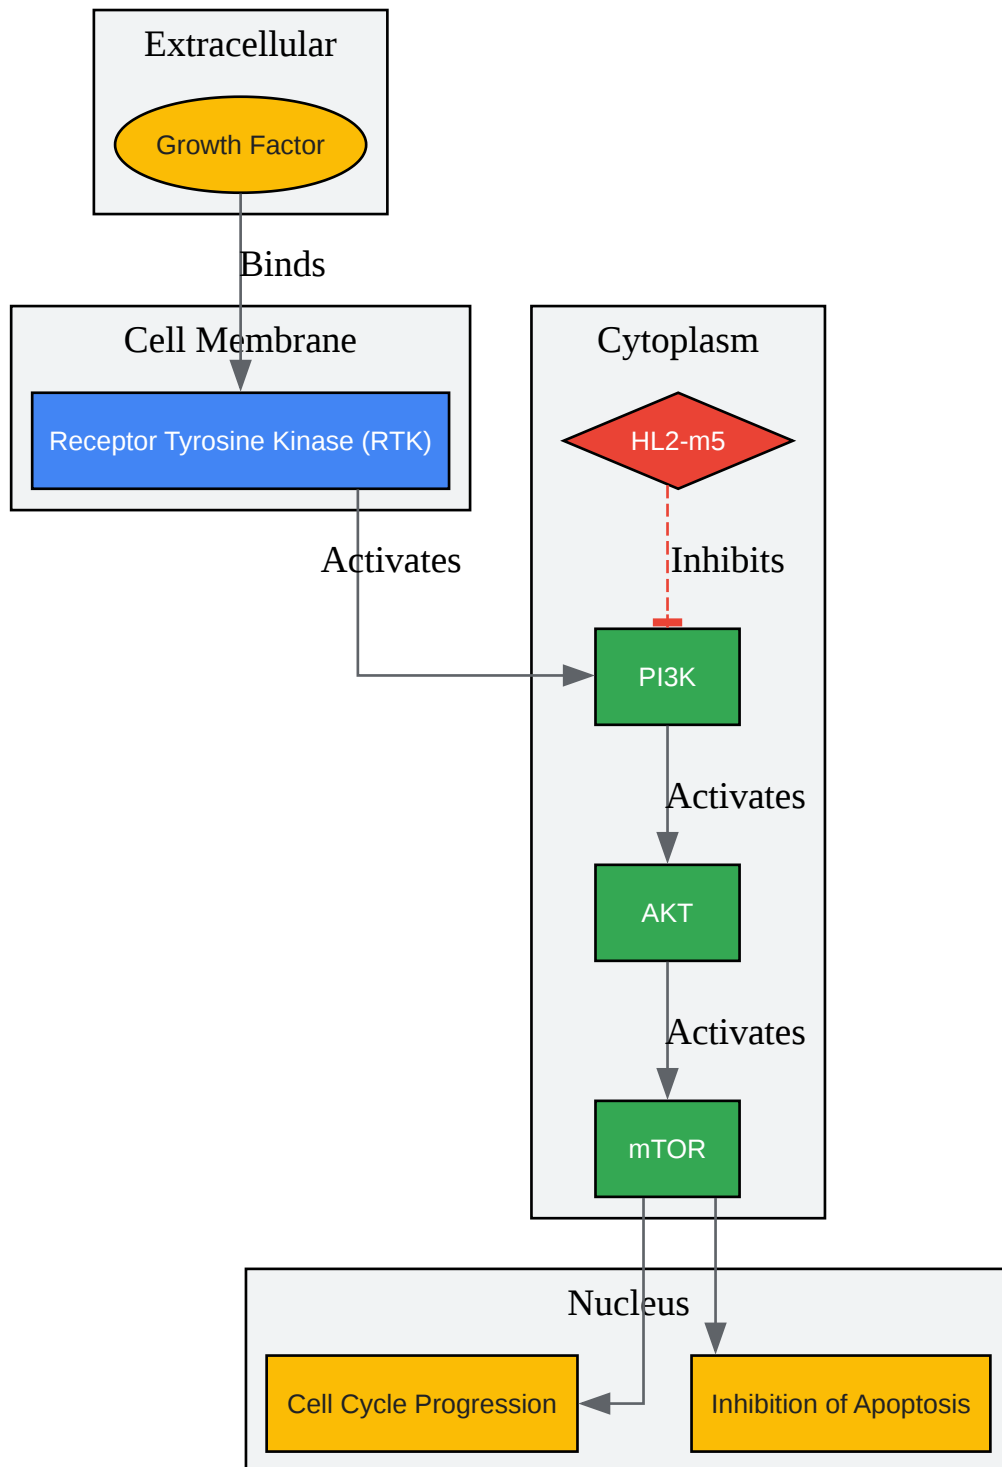 Extracellular
Growth Factor
Binds
Cell Membrane
Receptor Tyrosine Kinase (RTK)
Cytoplasm
HL2-m5
Activates
Inhibits
PI3K
Activates
AKT
Activates
mTOR
Nucleus
Cell Cycle Progression
Inhibition of Apoptosis